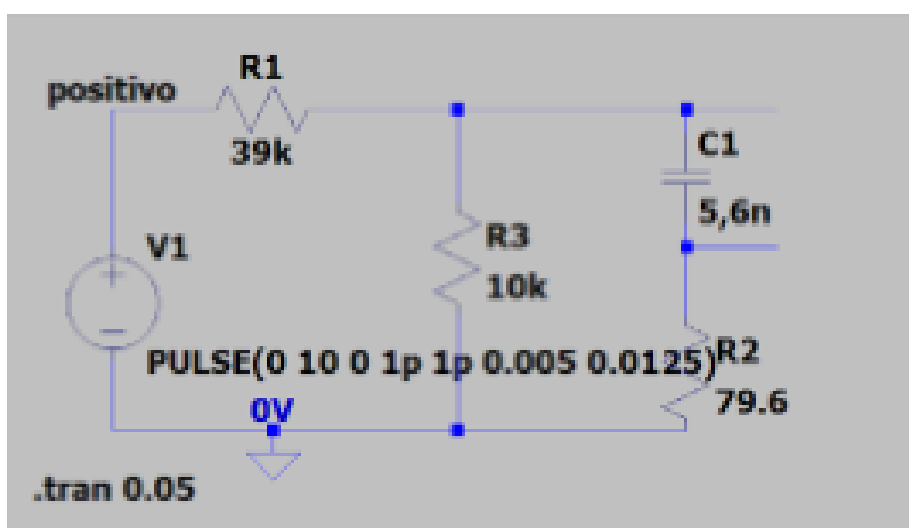 R1
positivo
39k
C1
5,6n
V1
R3
10k
PULSE(0 10 0 1p 1p 0.005 0.0125)
R2
79.6
0V
.tran 0.05